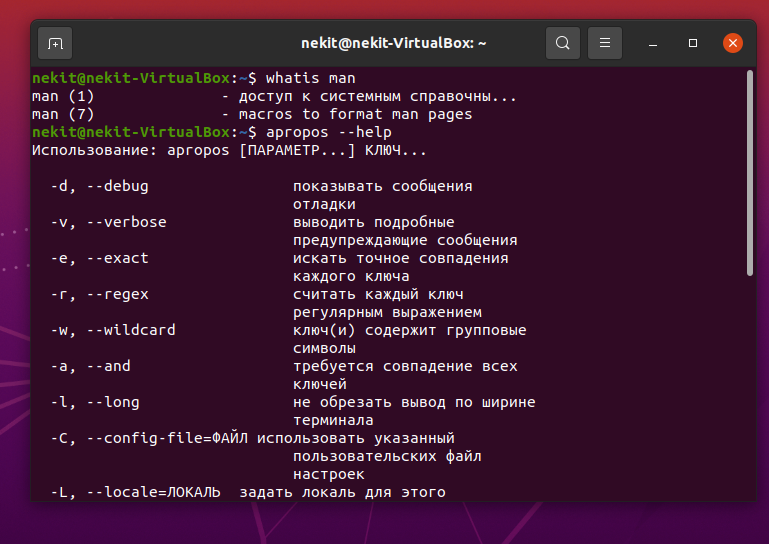 nekit@nekit-VirtualBox: ~
nekit@nekit-VirtualBox:~$ whatis man
man (1)              - доступ к системным справочны...
man (7)              - macros to format man pages
nekit@nekit-VirtualBox:~$ apropos --help
Использование: apropos [ПАРАМЕТР...] КЛЮЧ...
-d, --debug                показывать сообщения
отладки
-v, --verbose              выводить подробные
предупреждающие сообщения
-e, --exact                искать точное совпадения
каждого ключа
-r, --regex                считать каждый ключ
регулярным выражением
-w, --wildcard             ключ(и) содержит групповые
символы
-a, --and                  требуется совпадение всех
ключей
-l, --long                 не обрезать вывод по ширине
терминала
-C, --config-file=ФАЙЛ использовать указанный
пользовательских файл
настроек
-L, --locale=ЛОКАЛЬ  задать локаль для этого